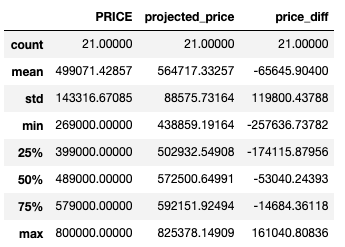 PRICE projected_price price_diff
count 21.00000 21.00000 21.00000
mean 499071.42857 564717.33257 -65645.90400
std 143316.67085 88575.73164 119800.43788
min 269000.00000 438859.19164 -257636.73782
25% 399000.00000 502932.54908 -174115.87956
50% 489000.00000 572500.64991 -53040.24393
75% 579000.00000 592151.92494 -14684.36118
max 800000.00000 825378.14909 161040.80836